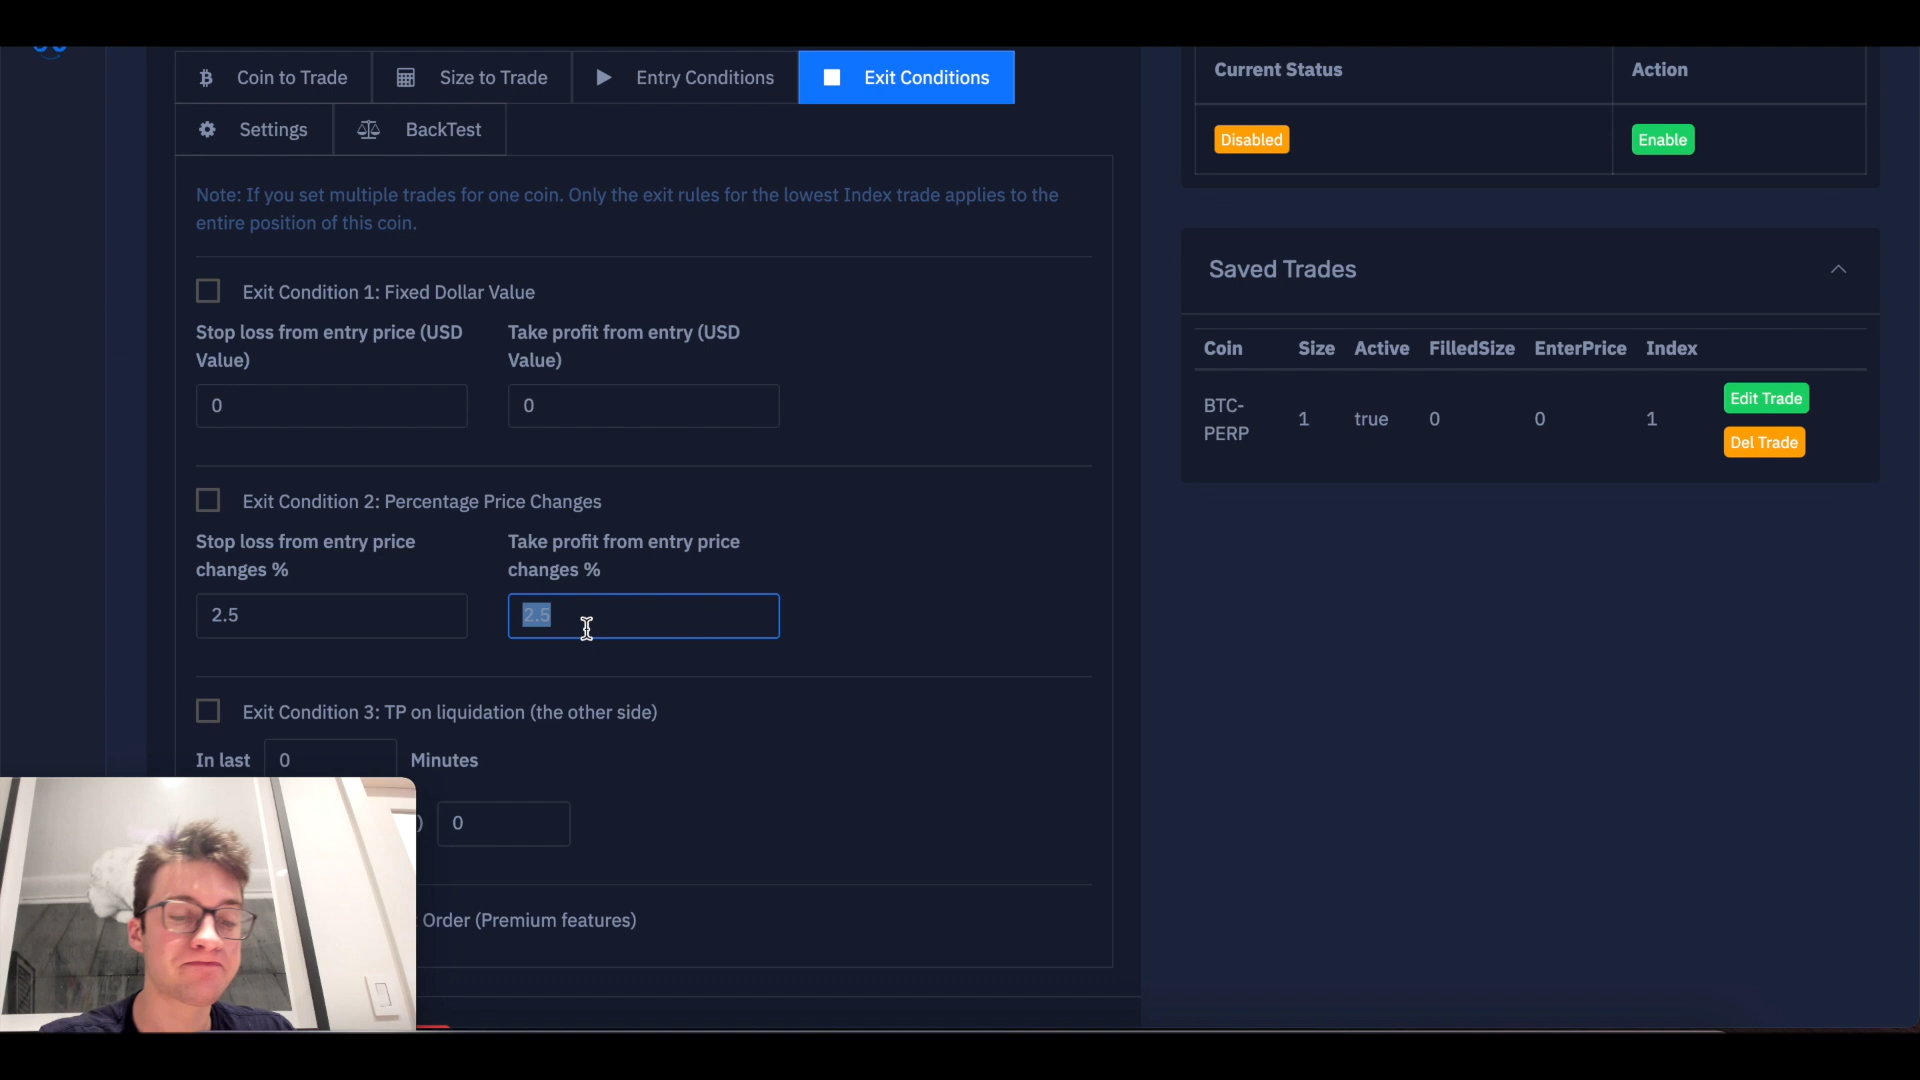 Coin to Trade
Size to Trade
Entry Conditions
Exit Conditions
Settings
BackTest
Note: If you set multiple trades for one coin. Only the exit rules for the lowest Index trade applies to the
entire position of this coin.
Exit Condition 1: Fixed Dollar Value
Stop loss from entry price (USD
Value)
Take profit from entry (USD
Value)
0
0
Exit Condition 2: Percentage Price Changes
Stop loss from entry price
changes %
Take profit from entry price
changes %
2.5
2.5
Exit Condition 3: TP on liquidation (the other side)
In last 0 Minutes
) 0
Order (Premium features)
Current Status Action
Disabled Enable
Saved Trades
Coin Size Active FilledSize EnterPrice Index
BTC-
PERP
1 true 0 0 1
Edit Trade
Del Trade